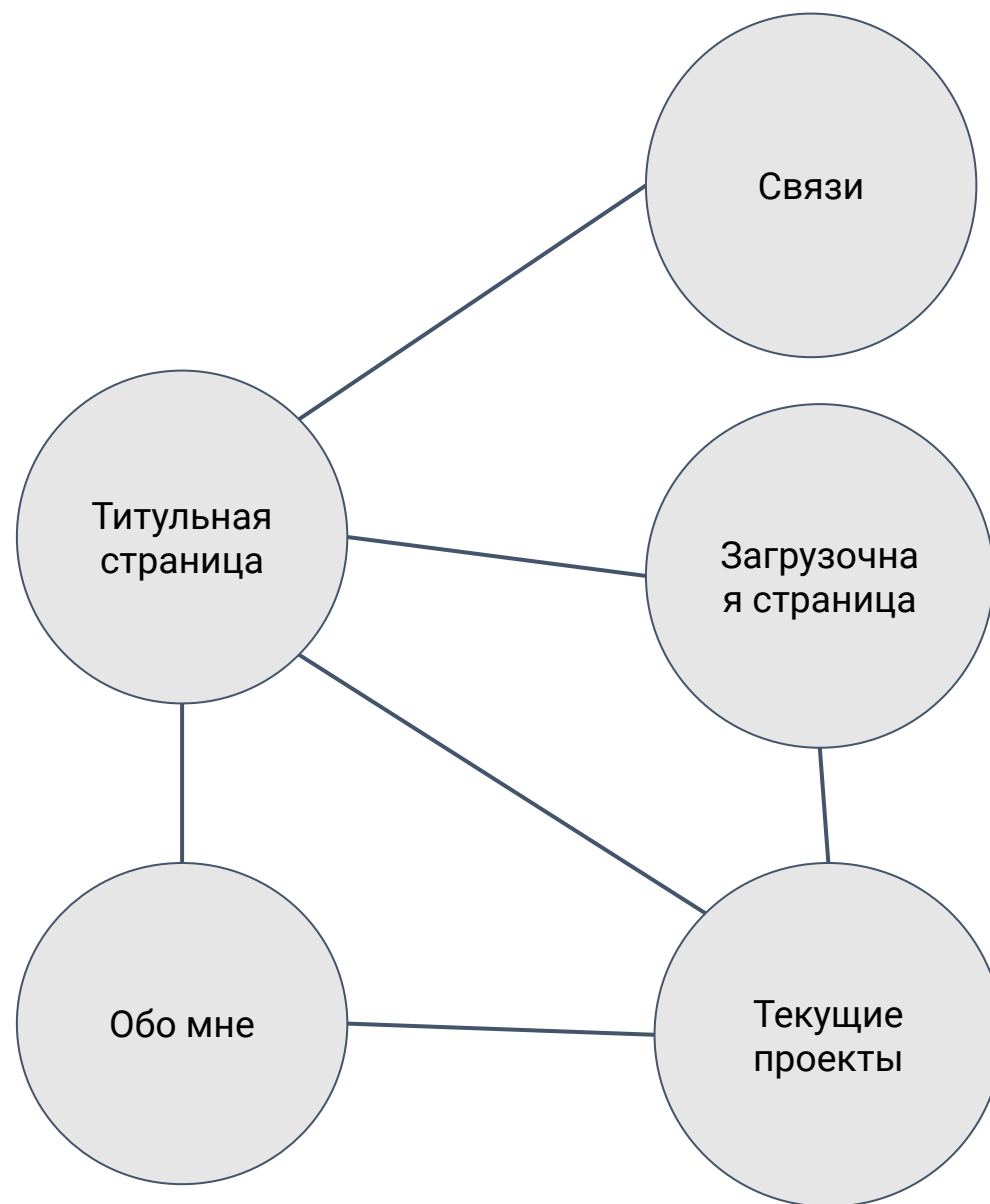 Связи
Титульная
страница
Загрузочна
я страница
Обо мне
Текущие
проекты